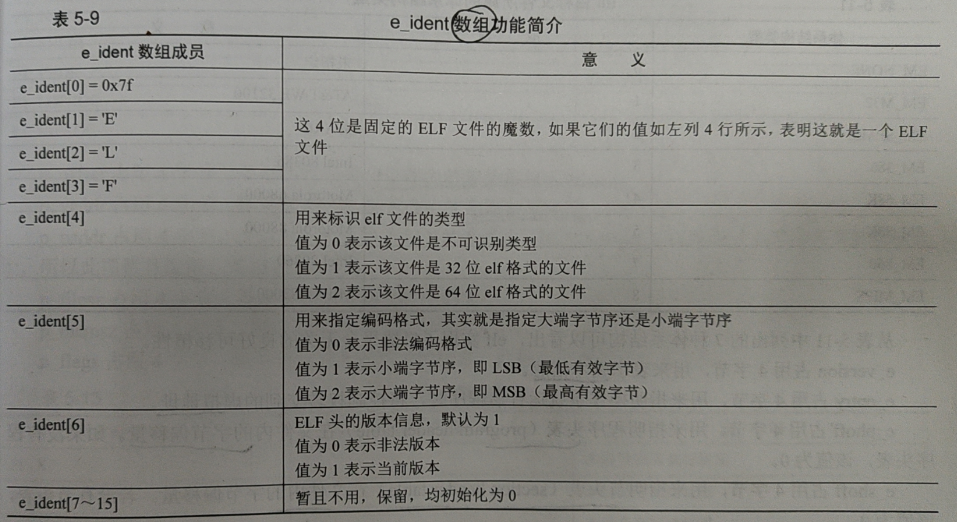 表 5-9
e_ident数组功能简介
e_ident 数组成员
意 义
e_ident[0] = 0x7f
e_ident[1] = 'E'
e_ident[2] = 'L'
e_ident[3] = 'F'
这 4 位是固定的 ELF 文件的魔数，如果它们的值如左列 4 行所示，表明这就是一个 ELF
文件
e_ident[4]
用来标识 elf 文件的类型
值为 0 表示该文件是不可识别类型
值为 1 表示该文件是 32 位 elf 格式的文件
值为 2 表示该文件是 64 位 elf 格式的文件
e_ident[5]
用来指定编码格式，其实就是指定大端字节序还是小端字节序
值为 0 表示非法编码格式
值为 1 表示小端字节序，即 LSB（最低有效字节）
值为 2 表示大端字节序，即 MSB（最高有效字节）
e_ident[6]
ELF 头的版本信息，默认为 1
值为 0 表示非法版本
值为 1 表示当前版本
e_ident[7～15]
暂且不用，保留，均初始化为 0